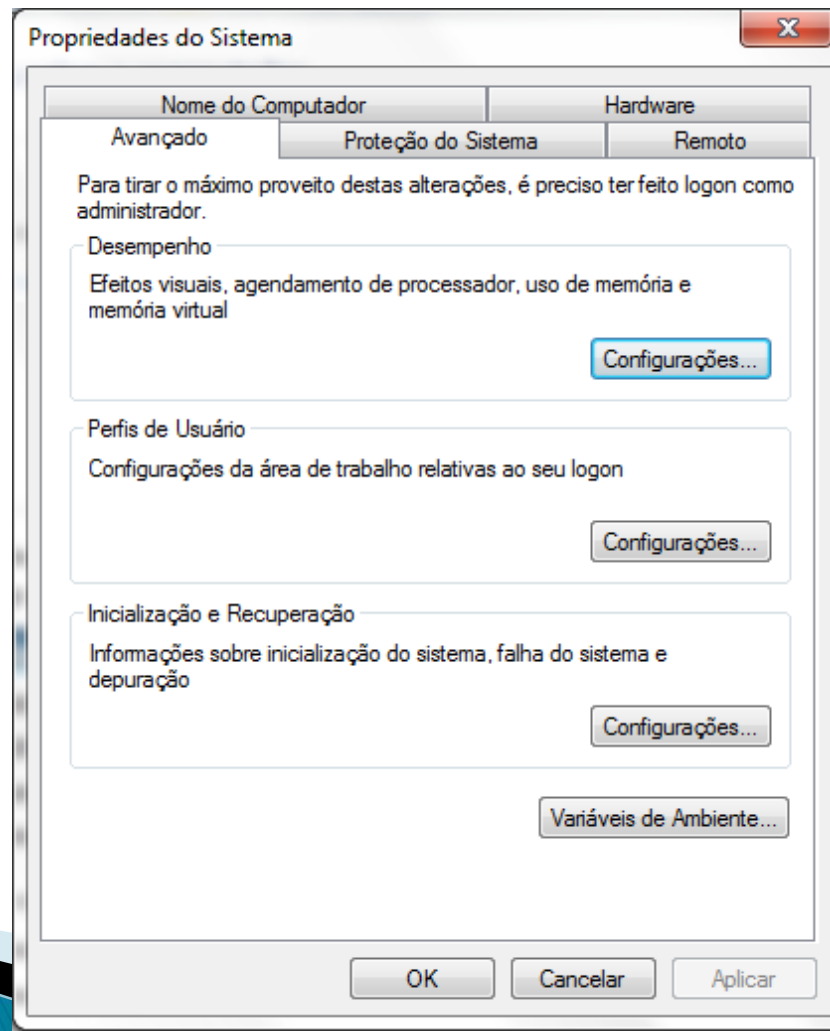 Propriedades do Sistema
Nome do Computador
Hardware
Avançado
Proteção do Sistema
Remoto
Para tirar o máximo proveito destas alterações, é preciso ter feito logon como
administrador.
Desempenho
Efeitos visuais, agendamento de processador, uso de memória e
memória virtual
Configurações...
Perfis de Usuário
Configurações da área de trabalho relativas ao seu logon
Configurações...
Inicialização e Recuperação
Informações sobre inicialização do sistema, falha do sistema e
depuração
Configurações...
Variáveis de Ambiente...
OK
Cancelar
Aplicar